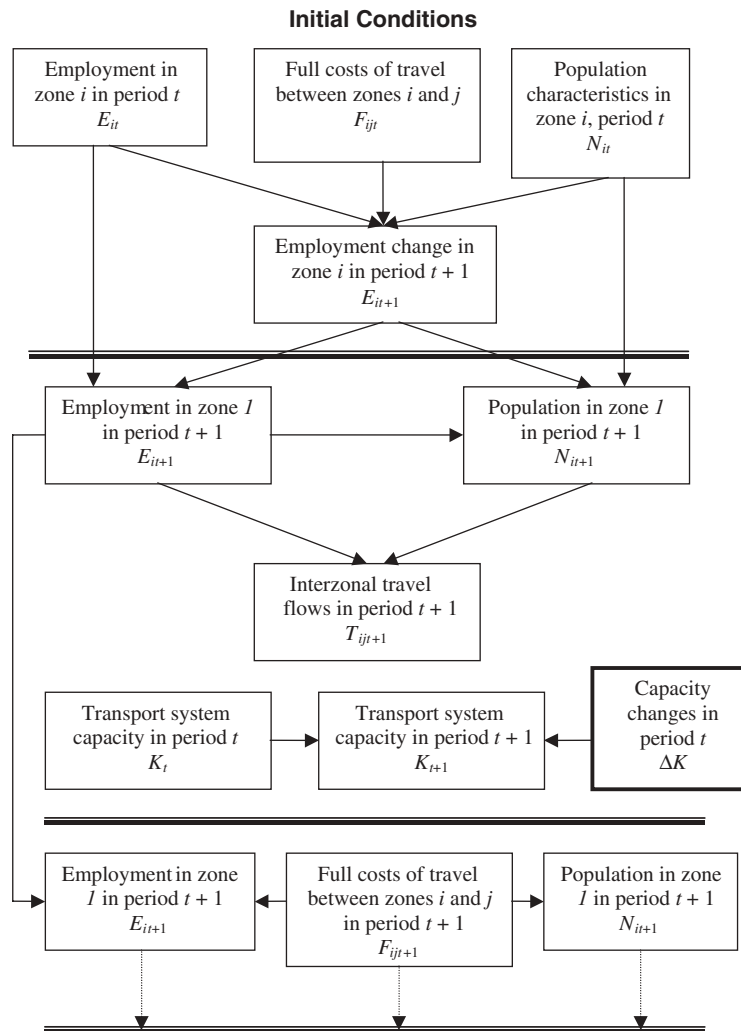 Initial Conditions
Employment in
zone i in period t
E_it
Full costs of travel
between zones i and j
F_ijt
Population
characteristics in
zone i, period t
N_it
Employment change in
zone i in period t + 1
E_it+1
Employment in zone 1
in period t + 1
E_it+1
Population in zone 1
in period t + 1
N_it+1
Interzonal travel
flows in period t + 1
T_ijt+1
Transport system
capacity in period t
K_t
Transport system
capacity in period t + 1
K_t+1
Capacity
changes in
period t
ΔK
Employment in zone
1 in period t + 1
E_it+1
Full costs of travel
between zones i and j
in period t + 1
F_ijt+1
Population in zone
1 in period t + 1
N_it+1